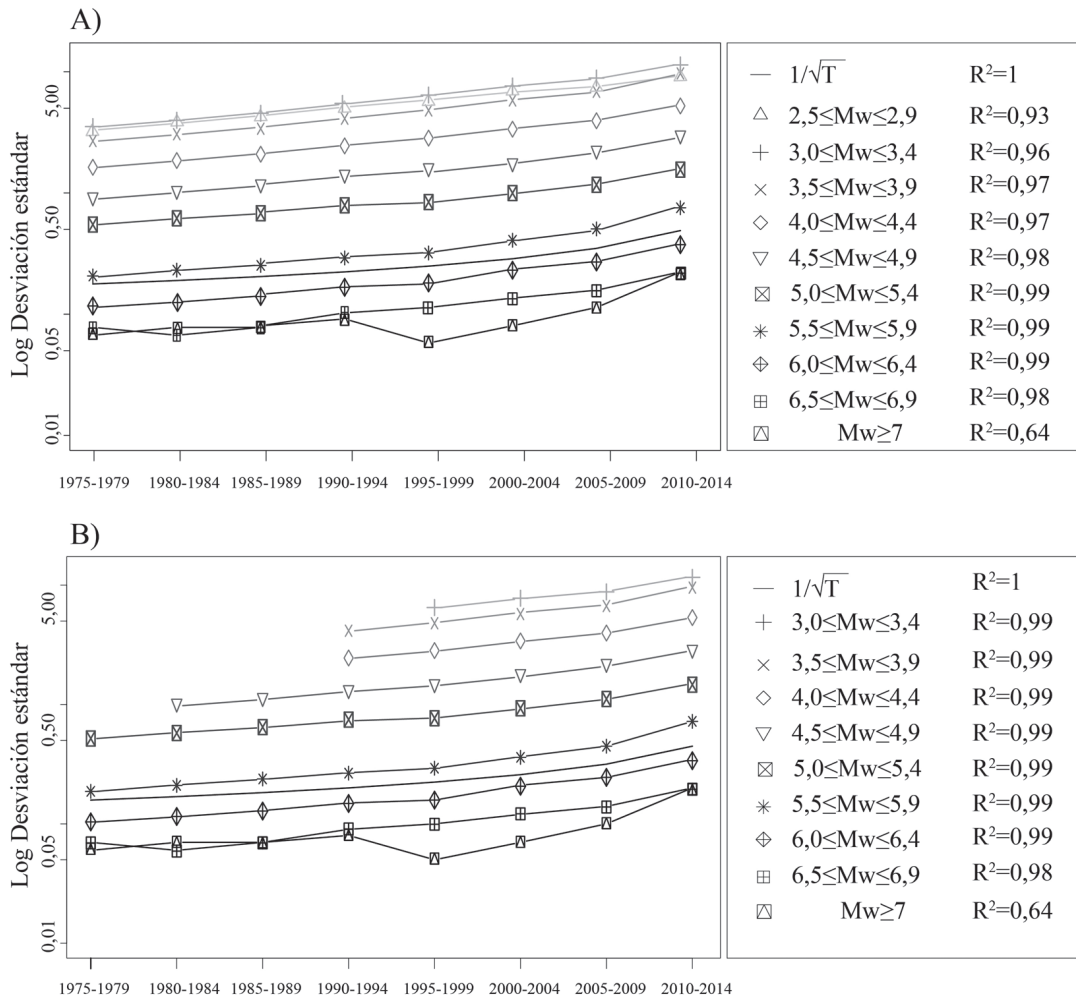 A)
Log Desviación estándar
5,00
0,50
0,05
0,01
1975-1979 1980-1984 1985-1989 1990-1994 1995-1999 2000-2004 2005-2009 2010-2014
1/√T R²=1
2,5≤Mw≤2,9 R²=0,93
3,0≤Mw≤3,4 R²=0,96
3,5≤Mw≤3,9 R²=0,97
4,0≤Mw≤4,4 R²=0,97
4,5≤Mw≤4,9 R²=0,98
5,0≤Mw≤5,4 R²=0,99
5,5≤Mw≤5,9 R²=0,99
6,0≤Mw≤6,4 R²=0,99
6,5≤Mw≤6,9 R²=0,98
Mw≥7 R²=0,64
B)
Log Desviación estándar
5,00
0,50
0,05
0,01
1975-1979 1980-1984 1985-1989 1990-1994 1995-1999 2000-2004 2005-2009 2010-2014
1/√T R²=1
3,0≤Mw≤3,4 R²=0,99
3,5≤Mw≤3,9 R²=0,99
4,0≤Mw≤4,4 R²=0,99
4,5≤Mw≤4,9 R²=0,99
5,0≤Mw≤5,4 R²=0,99
5,5≤Mw≤5,9 R²=0,99
6,0≤Mw≤6,4 R²=0,99
6,5≤Mw≤6,9 R²=0,98
Mw≥7 R²=0,64